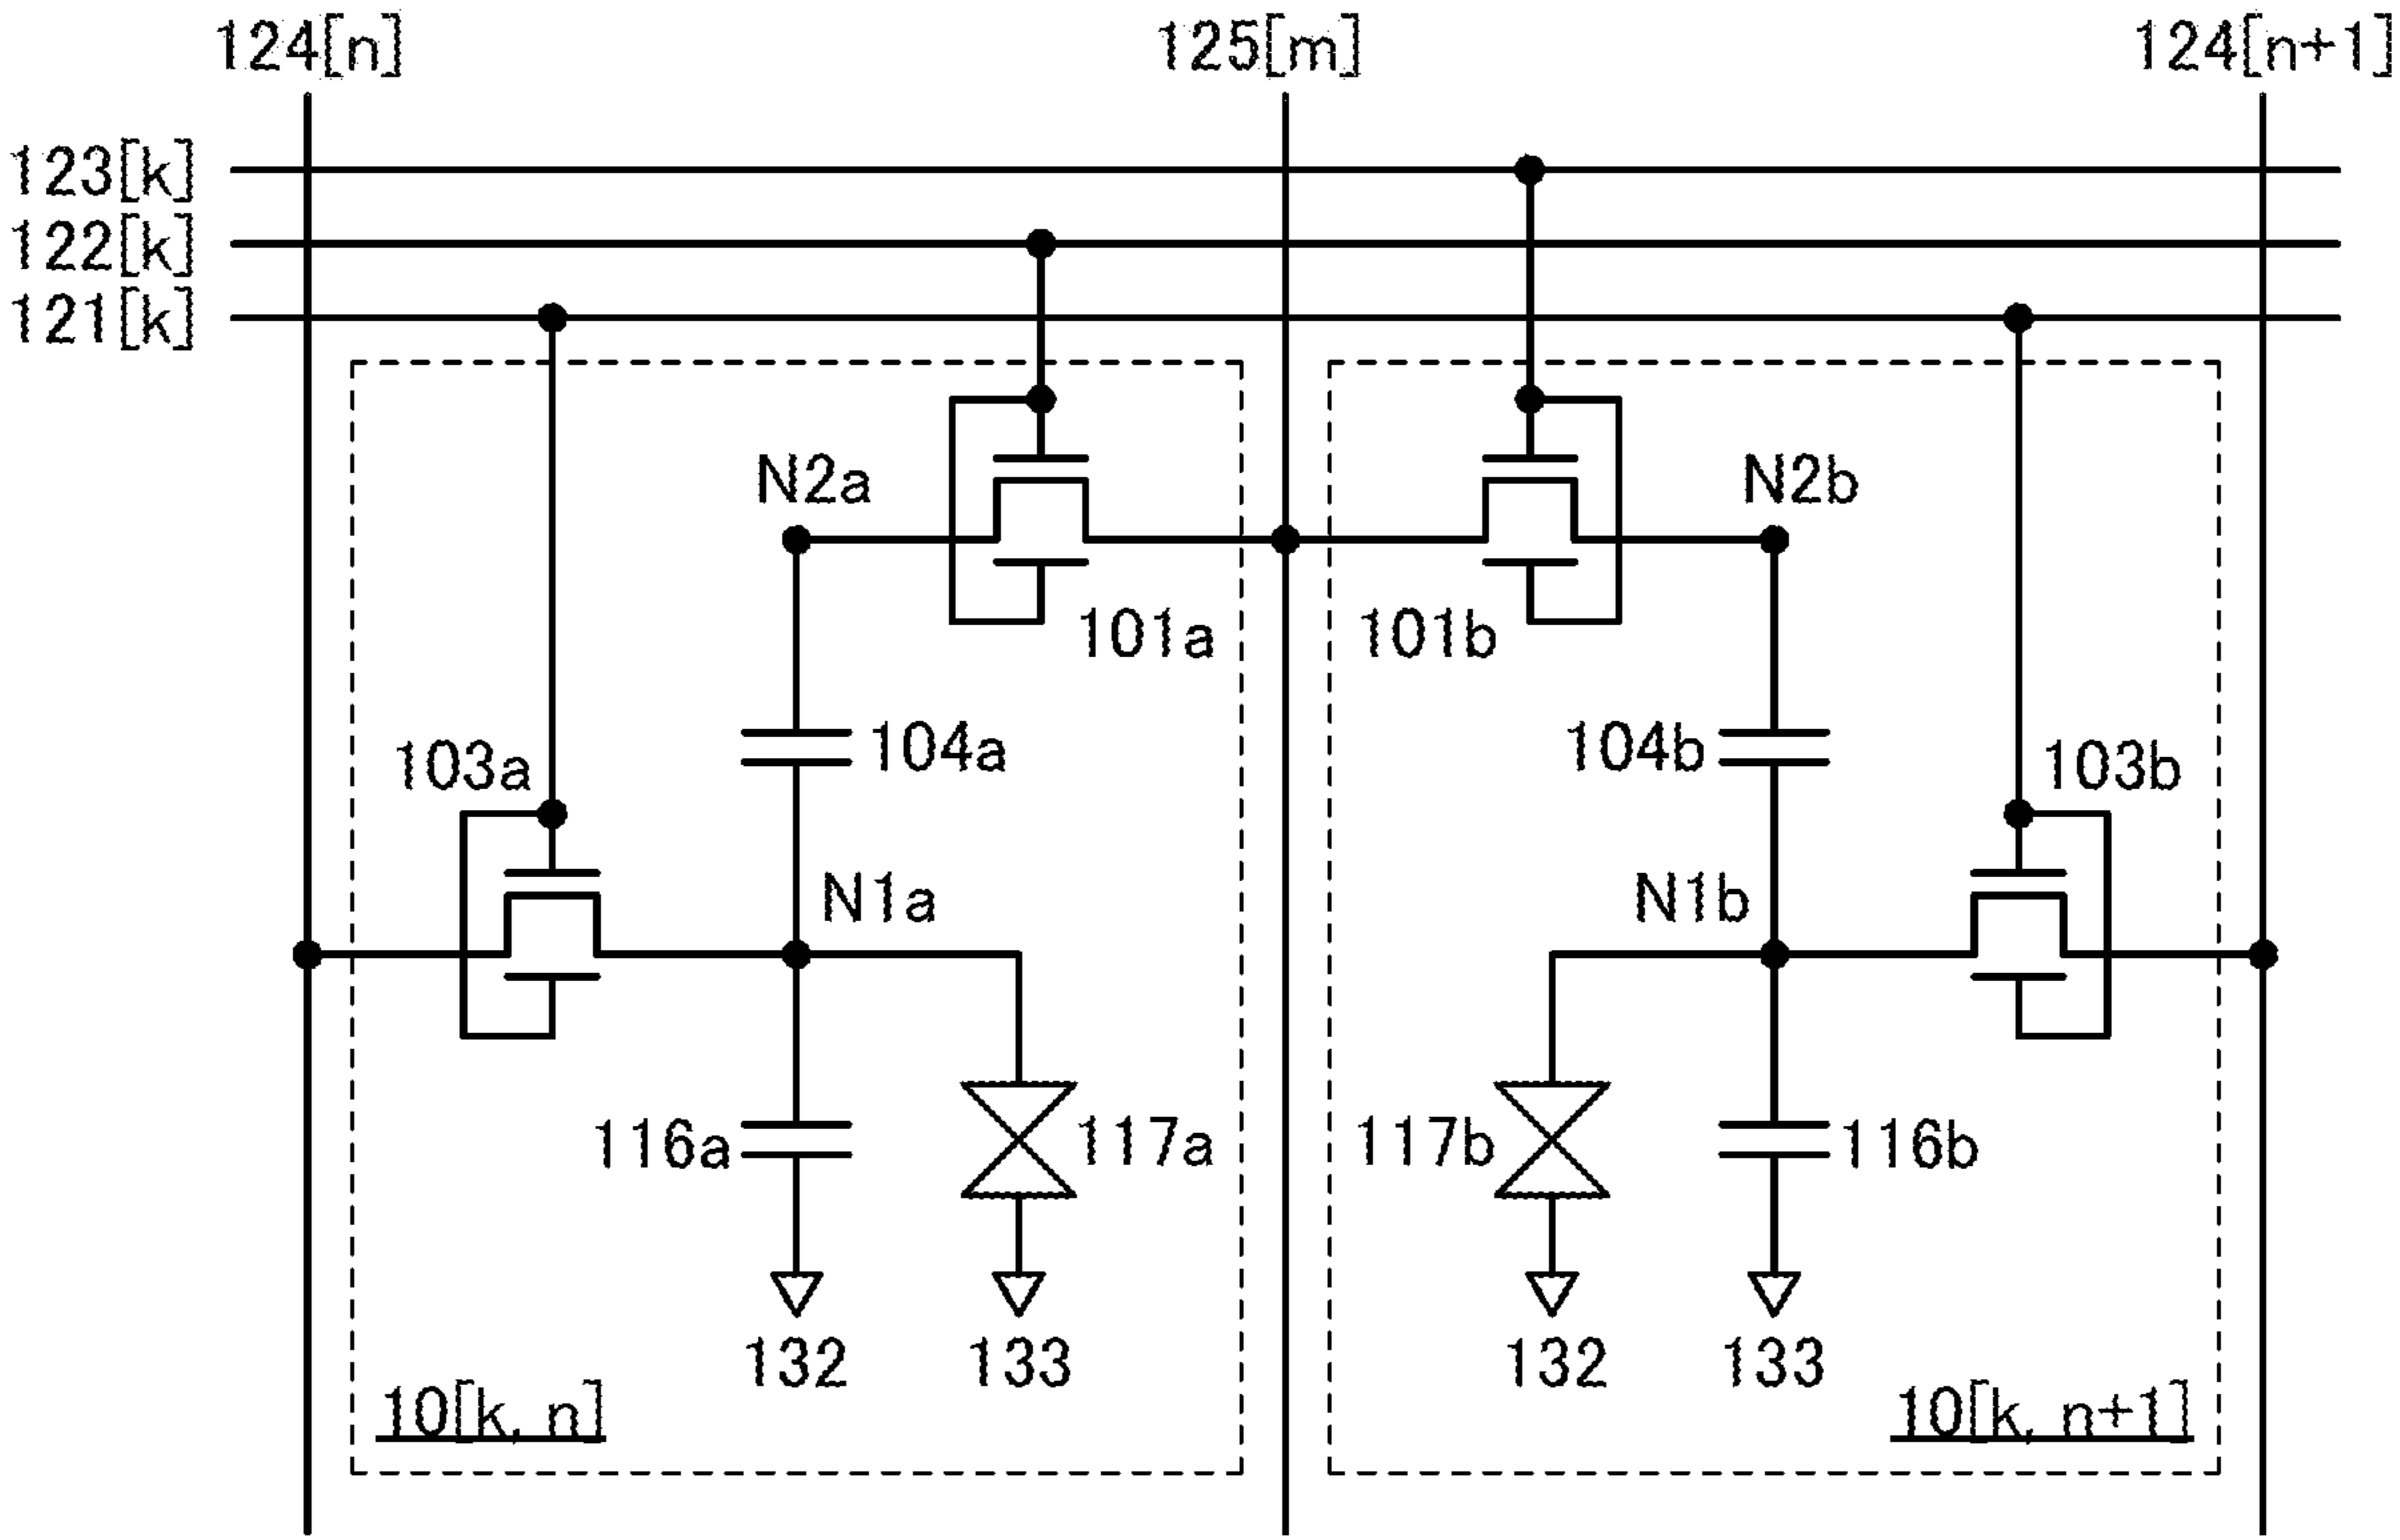 124[n] 125[m] 124[n+1]
123[k]
122[k]
121[k]
N2a N2b
101a 101b
104a 104b
103a 103b
N1a N1b
116a 117a 117b 116b
132 133 132 133
10[k, n] 10[k, n+1]